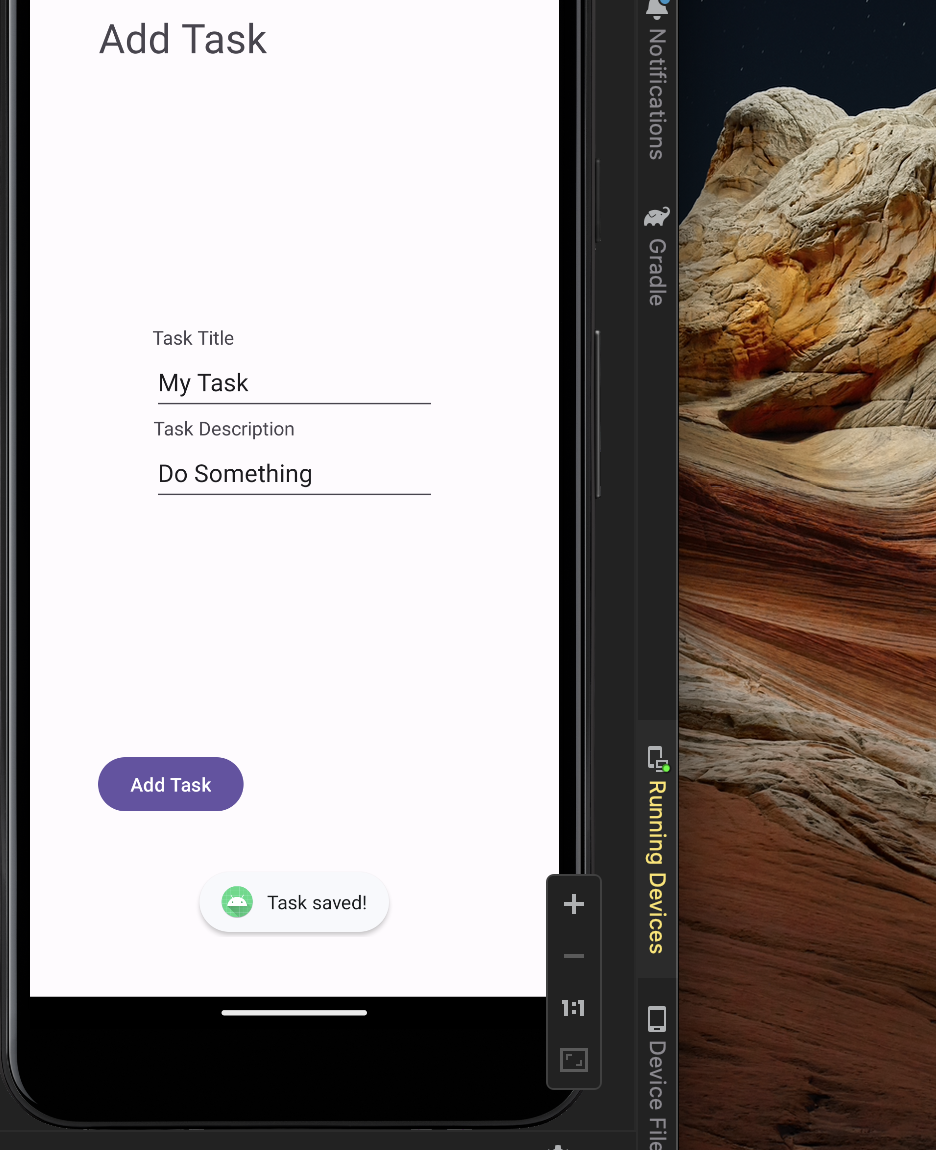 Add Task
Task Title
My Task
Task Description
Do Something
Add Task
Task saved!
1:1
Notifications
Gradle
Running Devices
Device File